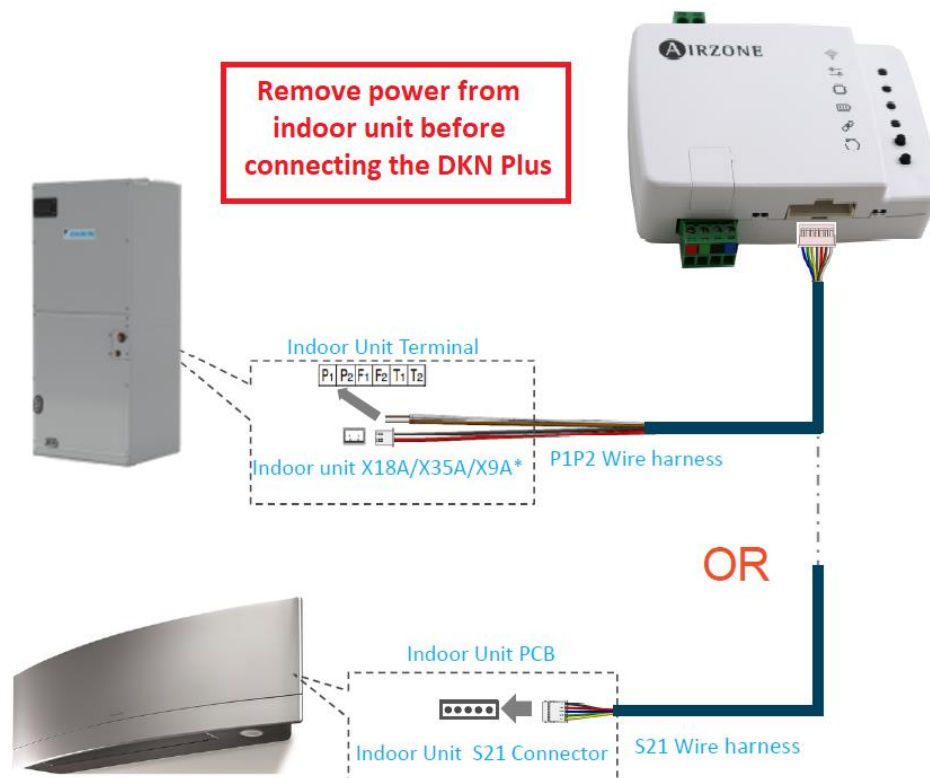 AIRZONE
Remove power from
indoor unit before
connecting the DKN Plus
DAIKIN
Indoor Unit Terminal
P1 P2 F1 F2 T1 T2
Indoor unit X18A/X35A/X9A*
P1P2 Wire harness
OR
Indoor Unit PCB
Indoor Unit S21 Connector
S21 Wire harness